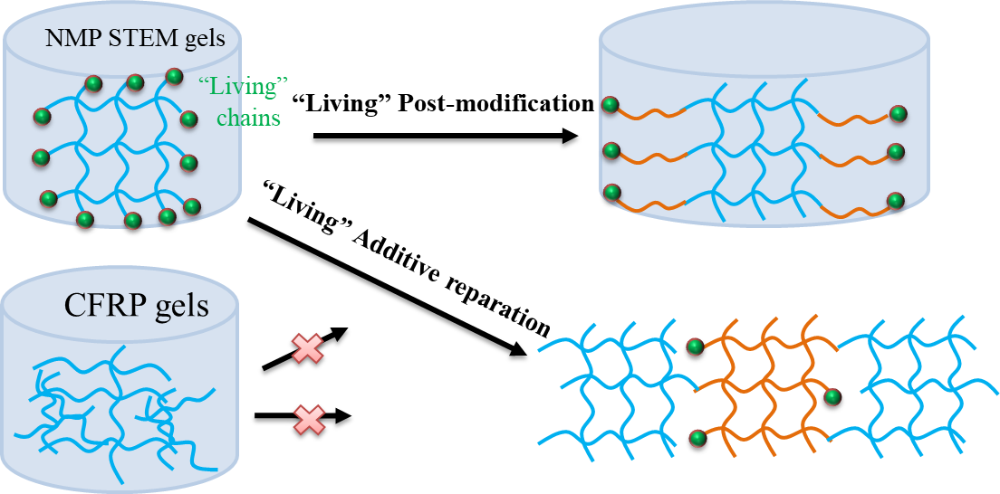 NMP STEM gels
“Living”
chains
“Living” Post-modification
“Living” Additive reparation
CFRP gels